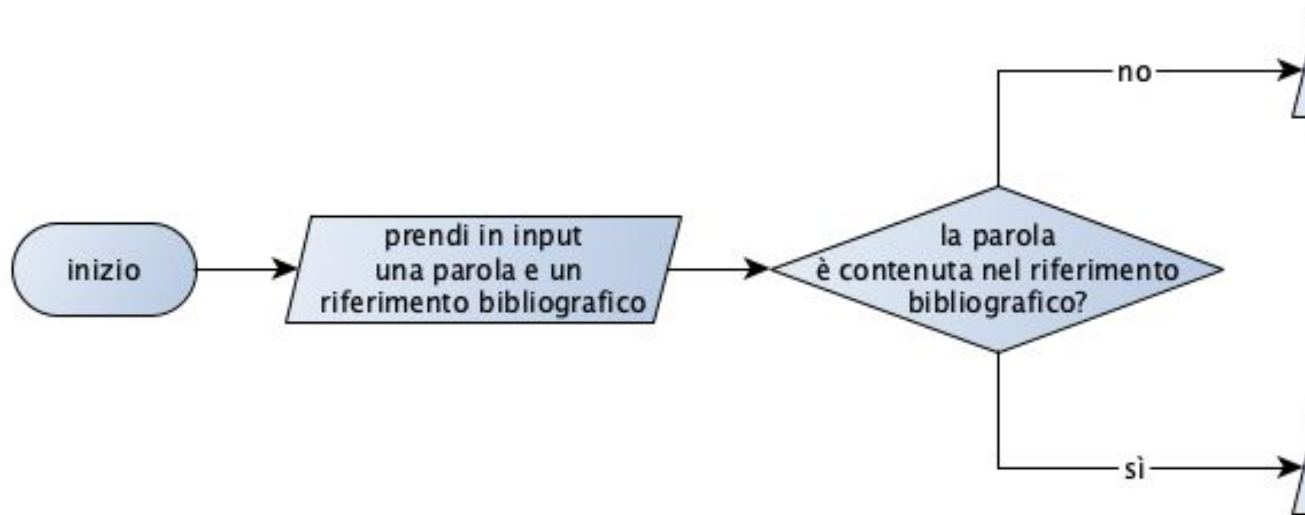 inizio
prendi in input
una parola e un
riferimento bibliografico
la parola
è contenuta nel riferimento
bibliografico?
no
sì